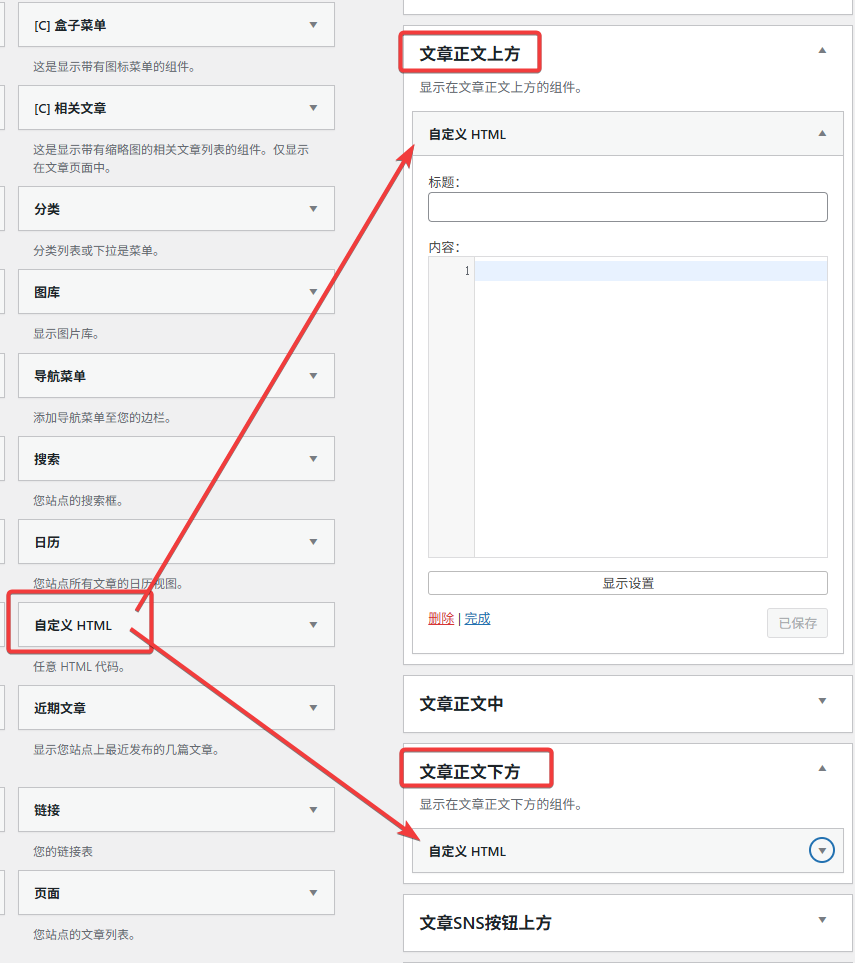 [C] 盒子菜单
这是显示带有图标菜单的组件。
[C] 相关文章
这是显示带有缩略图的相关文章列表的组件。仅显示
在文章页面中。
分类
分类列表或下拉是菜单。
图库
显示图片库。
导航菜单
添加导航菜单至您的边栏。
搜索
您站点的搜索框。
日历
您站点所有文章的日历视图。
自定义 HTML
任意 HTML 代码。
近期文章
显示您站点上最近发布的几篇文章。
链接
您的链接表
页面
您站点的文章列表。
文章正文上方
显示在文章正文上方的组件。
自定义 HTML
标题：
内容：
1
显示设置
删除 | 完成
已保存
文章正文中
文章正文下方
显示在文章正文下方的组件。
自定义 HTML
文章SNS按钮上方